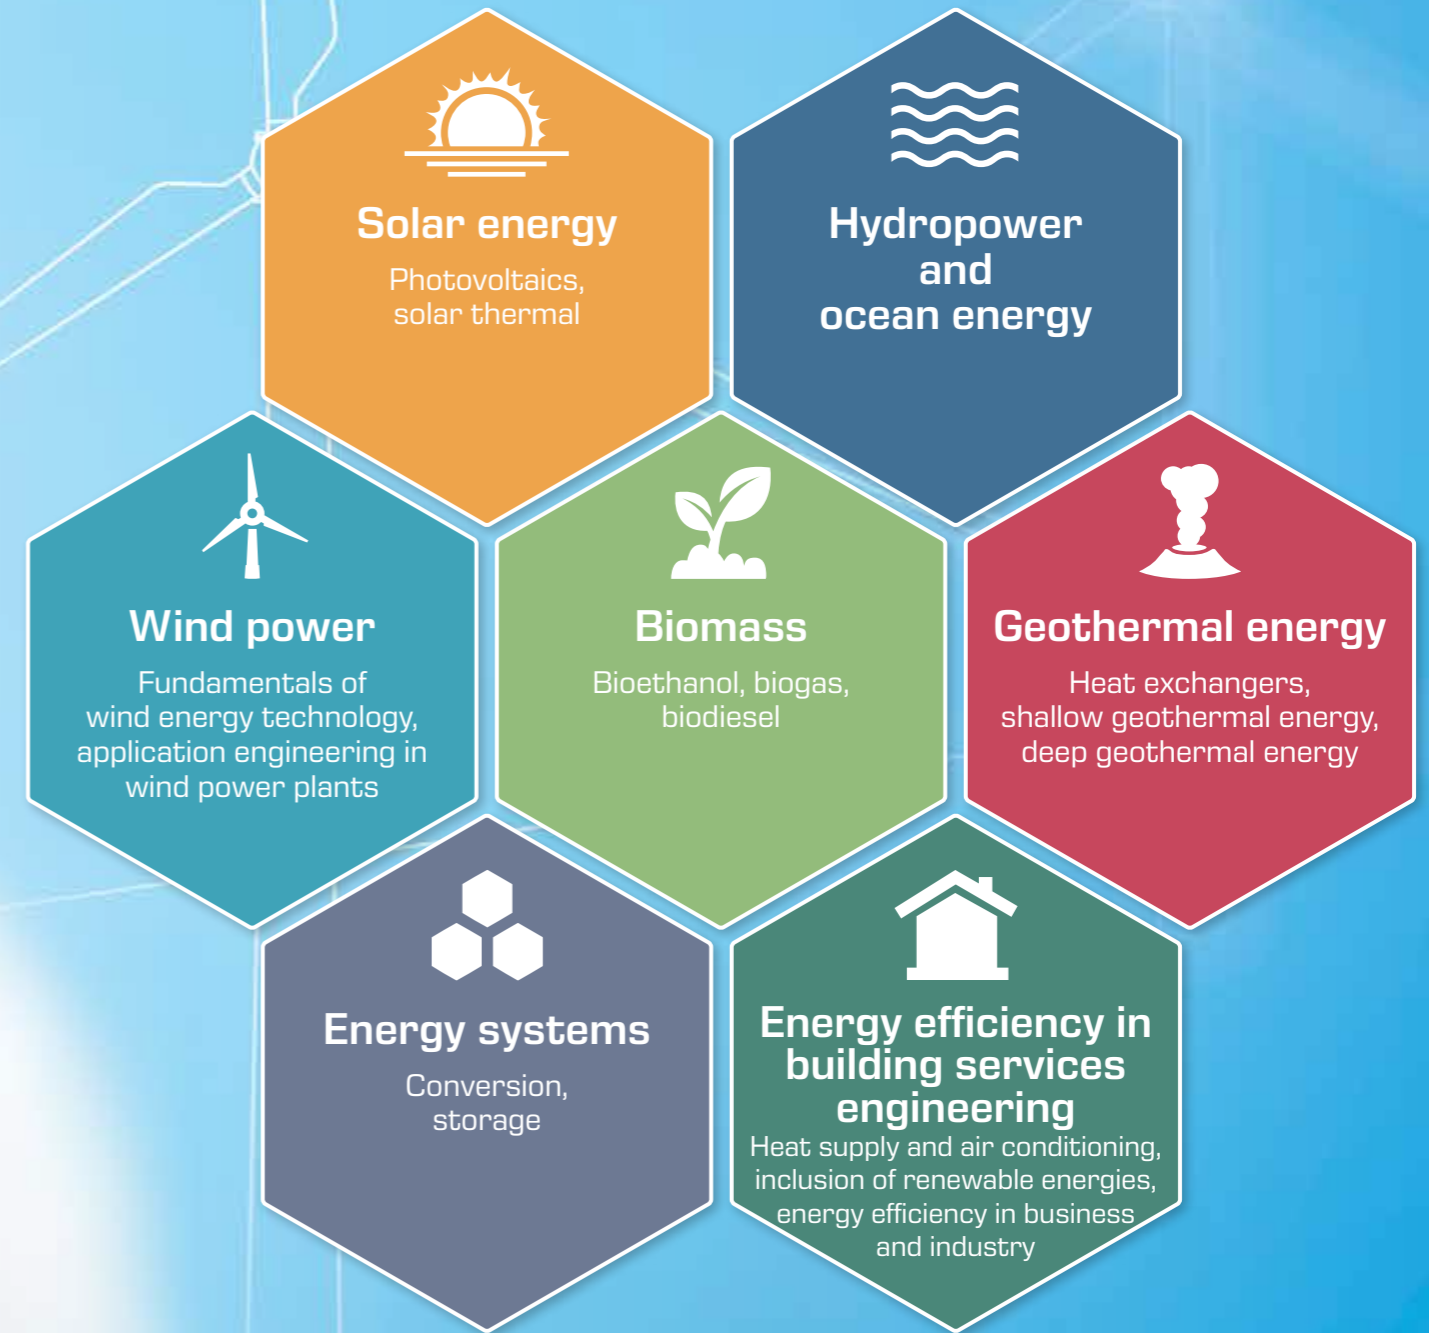 Solar energy
Photovoltaics,
solar thermal
Hydropower
and
ocean energy
Wind power
Fundamentals of
wind energy technology,
application engineering in
wind power plants
Biomass
Bioethanol, biogas,
biodiesel
Geothermal energy
Heat exchangers,
shallow geothermal energy,
deep geothermal energy
Energy systems
Conversion,
storage
Energy efficiency in
building services
engineering
Heat supply and air conditioning,
inclusion of renewable energies,
energy efficiency in business
and industry